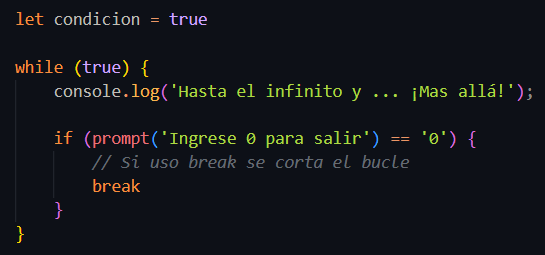 let condicion = true
while (true) {
console.log('Hasta el infinito y ... ¡Mas allá!');
if (prompt('Ingrese 0 para salir') == '0') {
// Si uso break se corta el bucle
break
}
}